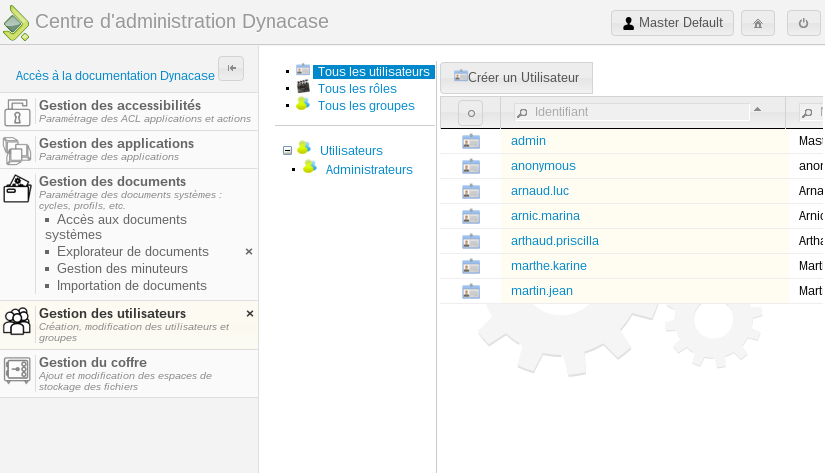 Centre d'administration Dynacase
Master Default
Accès à la documentation Dynacase
Gestion des accessibilités
Paramétrage des ACL applications et actions
Gestion des applications
Paramétrage des applications
Gestion des documents
Paramétrage des documents systèmes :
cycles, profils, etc.
Accès aux documents
systèmes
Explorateur de documents
Gestion des minuteurs
Importation de documents
Gestion des utilisateurs
Création, modification des utilisateurs et
groupes
Gestion du coffre
Ajout et modification des espaces de
stockage des fichiers
Tous les utilisateurs
Tous les rôles
Tous les groupes
Utilisateurs
Administrateurs
Créer un Utilisateur
Identifiant
admin Mast
anonymous anor
arnaud.luc Arna
arnic.marina Arnic
arthaud.priscilla Artha
marthe.karine Mart
martin.jean Mart